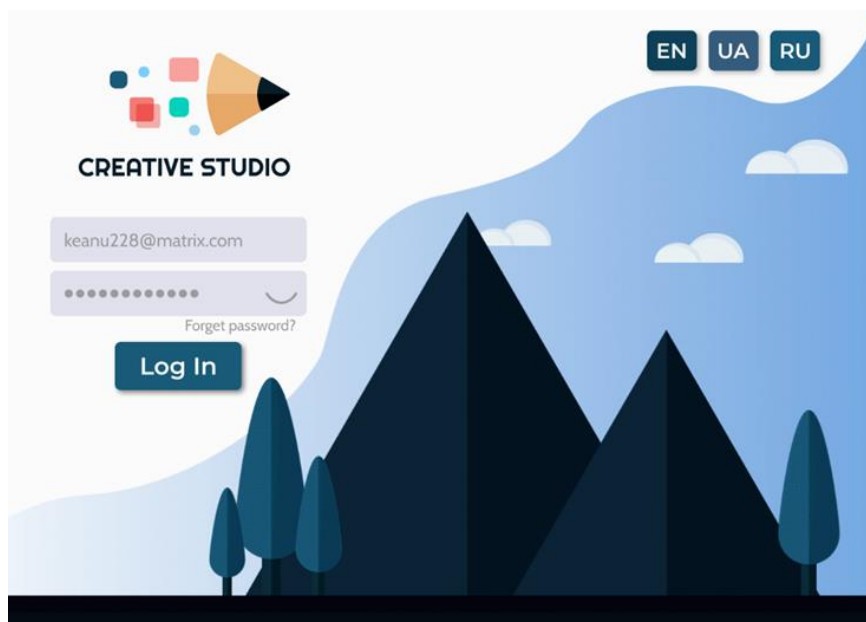 EN UA RU
CREATIVE STUDIO
keanu228@matrix.com
••••••••••••
Forget password?
Log In